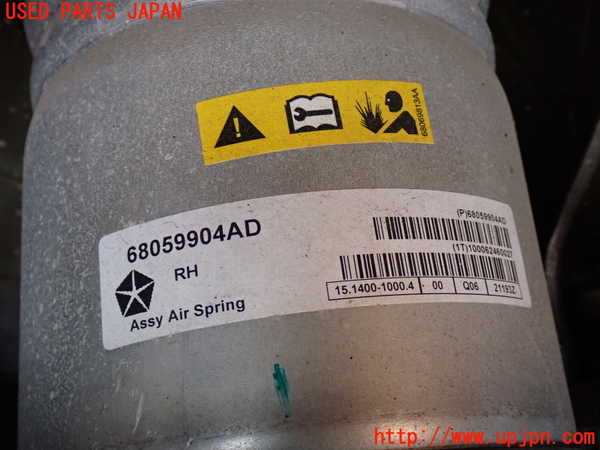 USED PARTS JAPAN
68069813AA
68059904AD
RH
Assy Air Spring
(P)68059904AD
(1T)100062460027
15.1400-1000.4 00 Q06 21193Z
http://www.upjpn.com